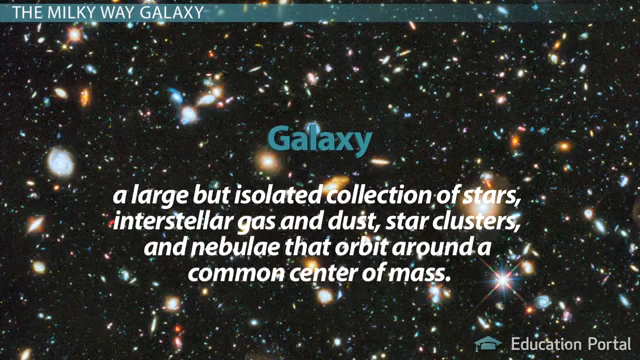 THE MILKY WAY GALAXY
Galaxy
a large but isolated collection of stars,
interstellar gas and dust, star clusters,
and nebulae that orbit around a
common center of mass.
Education Portal